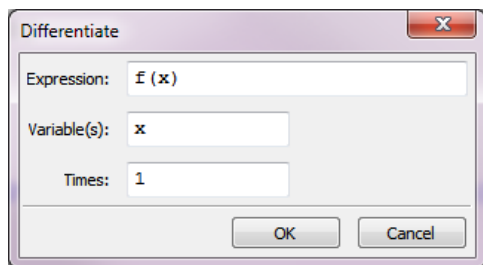 Differentiate
Expression: f(x)
Variable(s): x
Times: 1
OK Cancel